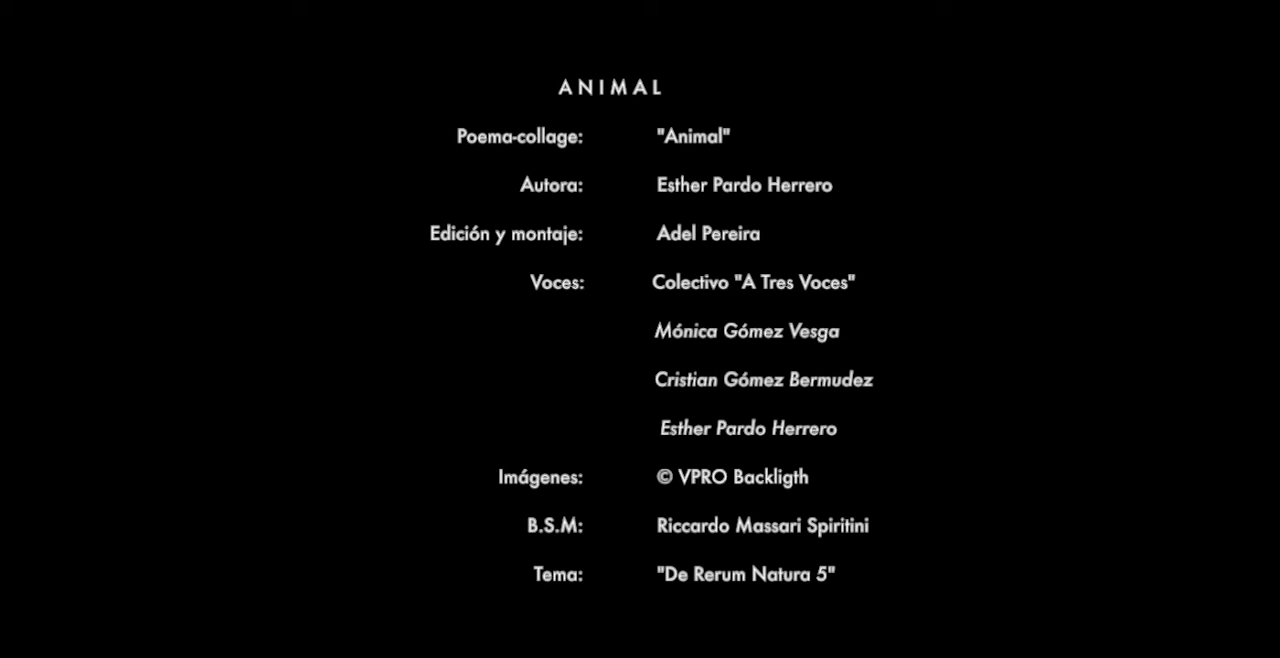 ANIMAL
Poema-collage: "Animal"
Autora: Esther Pardo Herrero
Edición y montaje: Adel Pereira
Voces: Colectivo "A Tres Voces"
Mónica Gómez Vesga
Cristian Gómez Bermudez
Esther Pardo Herrero
Imágenes: © VPRO Backligth
B.S.M: Riccardo Massari Spiritini
Tema: "De Rerum Natura 5"